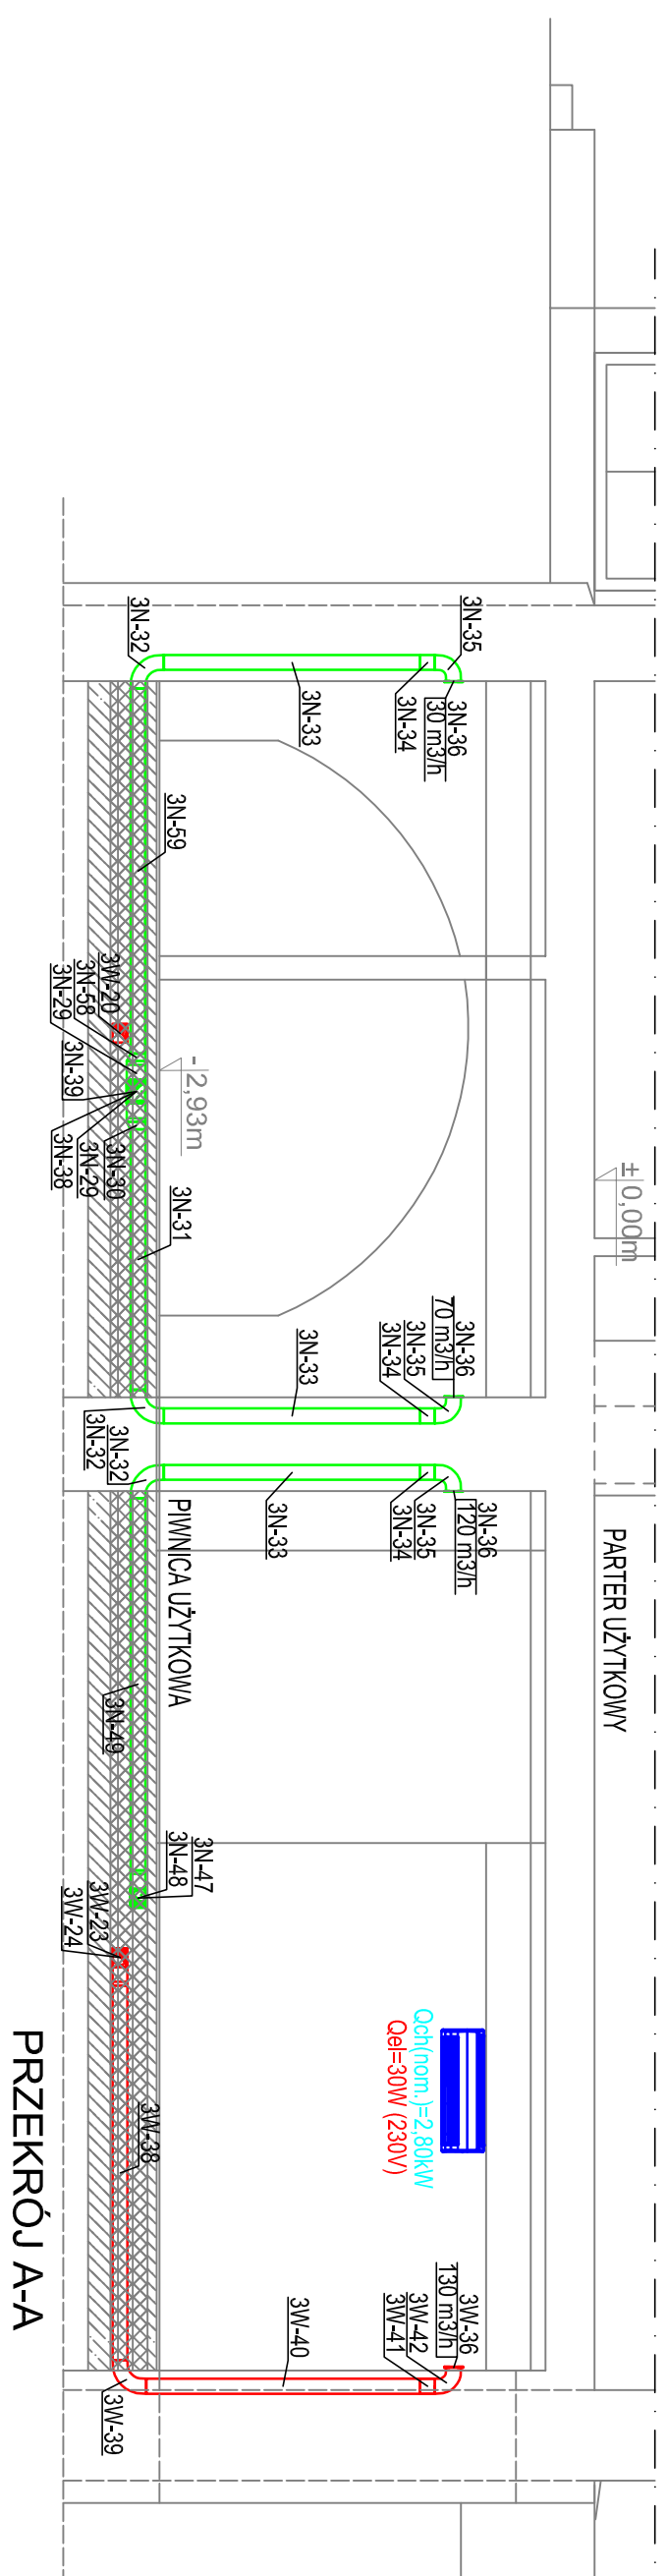 3N-35
3N-36
30 m3/h
3N-34
3N-33
3N-32
3N-59
3W-20
3N-58
3N-29
3N-39
3N-30
3N-29
3N-38
-2,93m
±0,00m
3N-31
3N-36
70 m3/h
3N-35
3N-34
3N-33
3N-32
3N-32
3N-36
120 m3/h
3N-35
3N-34
3N-33
PARTER UŻYTKOWY
PIWNICA UŻYTKOWA
3N-49
3N-47
3N-48
3W-23
3W-24
Qch(nom.)=2,80kW
Qel=30W (230V)
3W-38
3W-36
130 m3/h
3W-42
3W-41
3W-40
3W-39
PRZEKRÓJ A-A